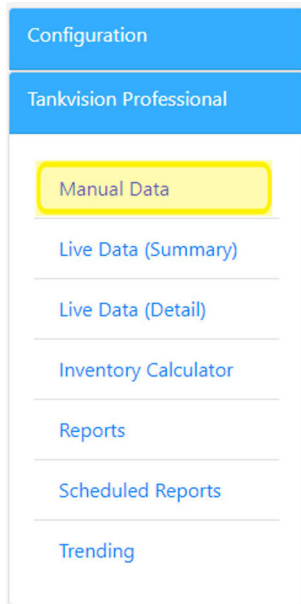 Configuration
Tankvision Professional
Manual Data
Live Data (Summary)
Live Data (Detail)
Inventory Calculator
Reports
Scheduled Reports
Trending